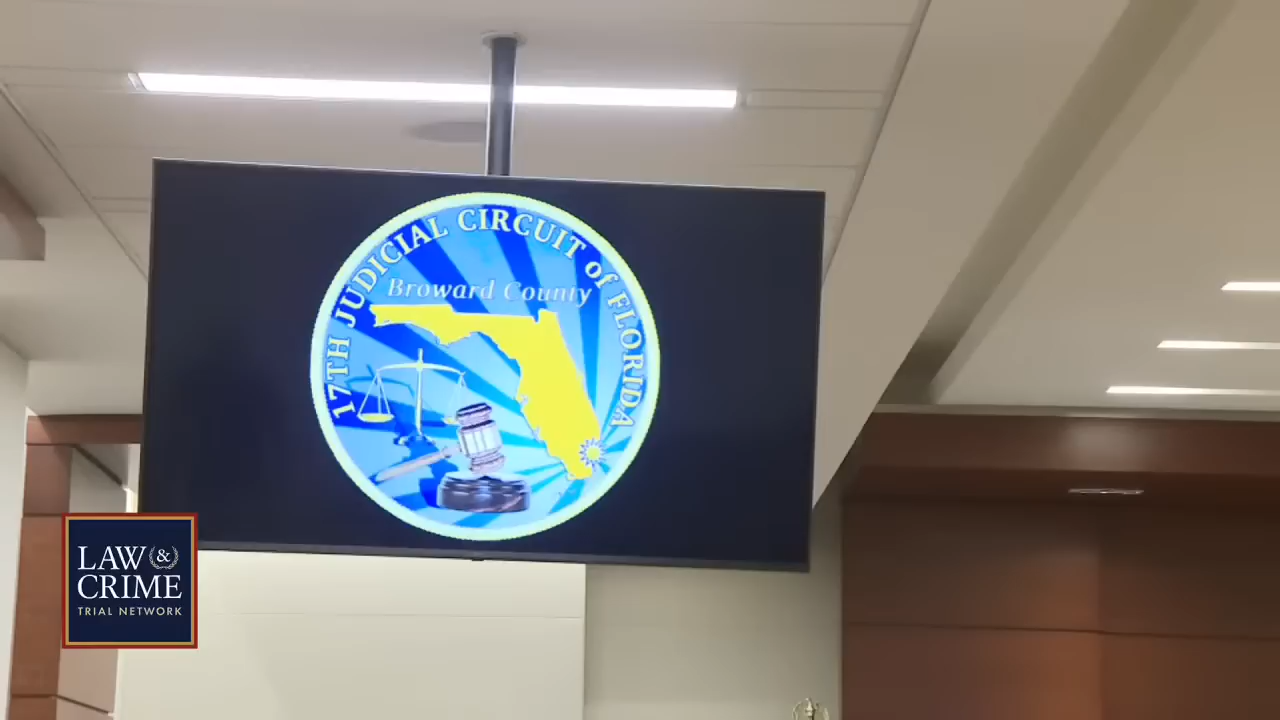 17TH JUDICIAL CIRCUIT of FLORIDA
Broward County
LAW &
CRIME
TRIAL NETWORK